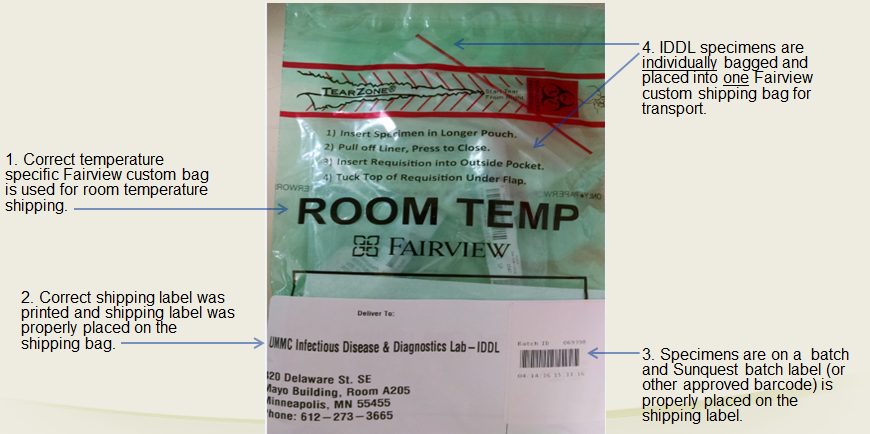 1. Correct temperature
specific Fairview custom bag
is used for room temperature
shipping.
2. Correct shipping label was
printed and shipping label was
properly placed on the
shipping bag.
TEARZONE®
Start Tear
From Right
1) Insert Specimen in Longer Pouch.
2) Pull off Liner, Press to Close.
3) Insert Requisition into Outside Pocket.
4) Tuck Top of Requisition Under Flap.
ROOM TEMP
FAIRVIEW
Deliver To:
UMMC Infectious Disease & Diagnostics Lab – IDDL
420 Delaware St. SE
Mayo Building, Room A205
Minneapolis, MN 55455
Phone: 612 – 273 – 3665
Batch Id
4. IDDL specimens are
individually bagged and
placed into one Fairview
custom shipping bag for
transport.
3. Specimens are on a batch
and Sunquest batch label (or
other approved barcode) is
properly placed on the
shipping label.